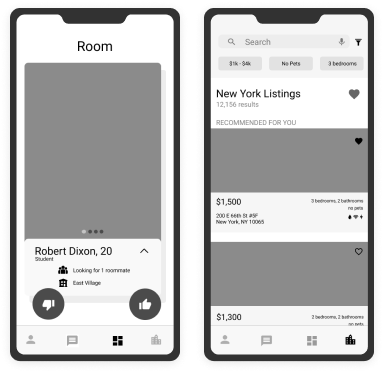 Room
Robert Dixon, 20
Student
Looking for 1 roommate
East Village
Search
$1k - $4k
No Pets
3 bedrooms
New York Listings
12,156 results
RECOMMENDED FOR YOU
$1,500
3 bedrooms, 2 bathrooms
no pets
200 E 66th St #5F
New York, NY 10065
$1,300
2 bedrooms, 2 bathrooms
no pets